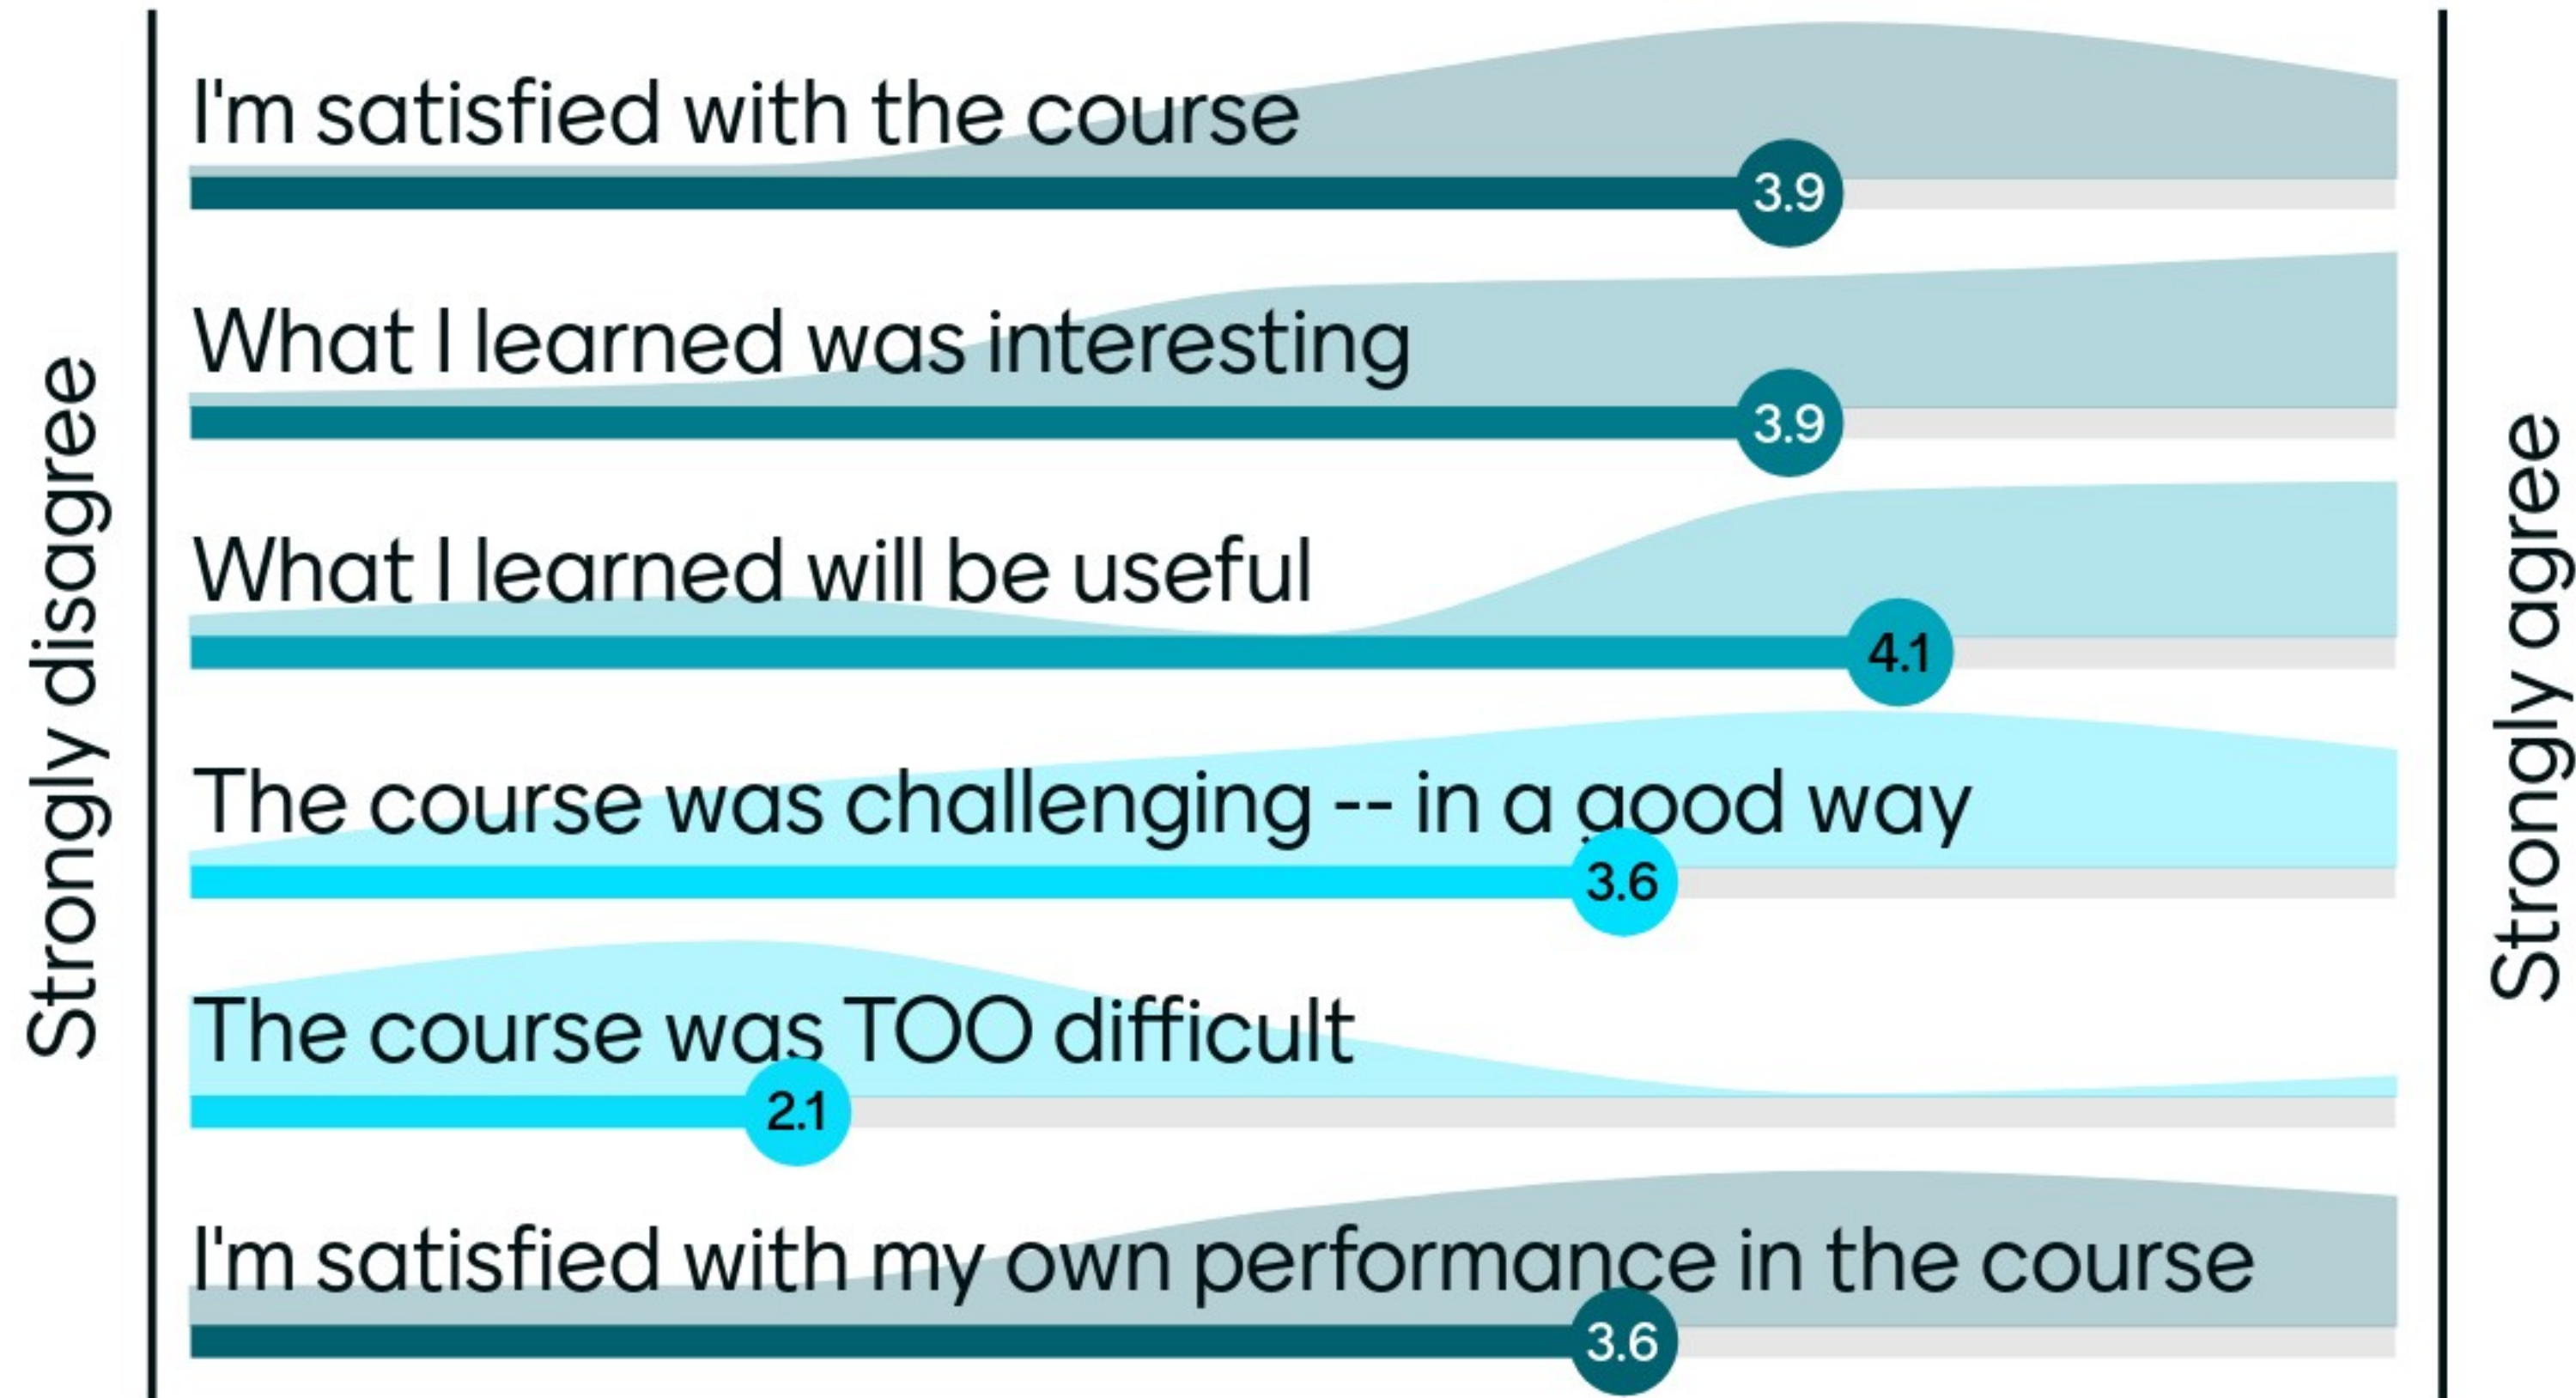 Strongly disagree
I'm satisfied with the course
3.9
What I learned was interesting
3.9
What I learned will be useful
4.1
The course was challenging -- in a good way
3.6
The course was TOO difficult
2.1
I'm satisfied with my own performance in the course
3.6
Strongly agree